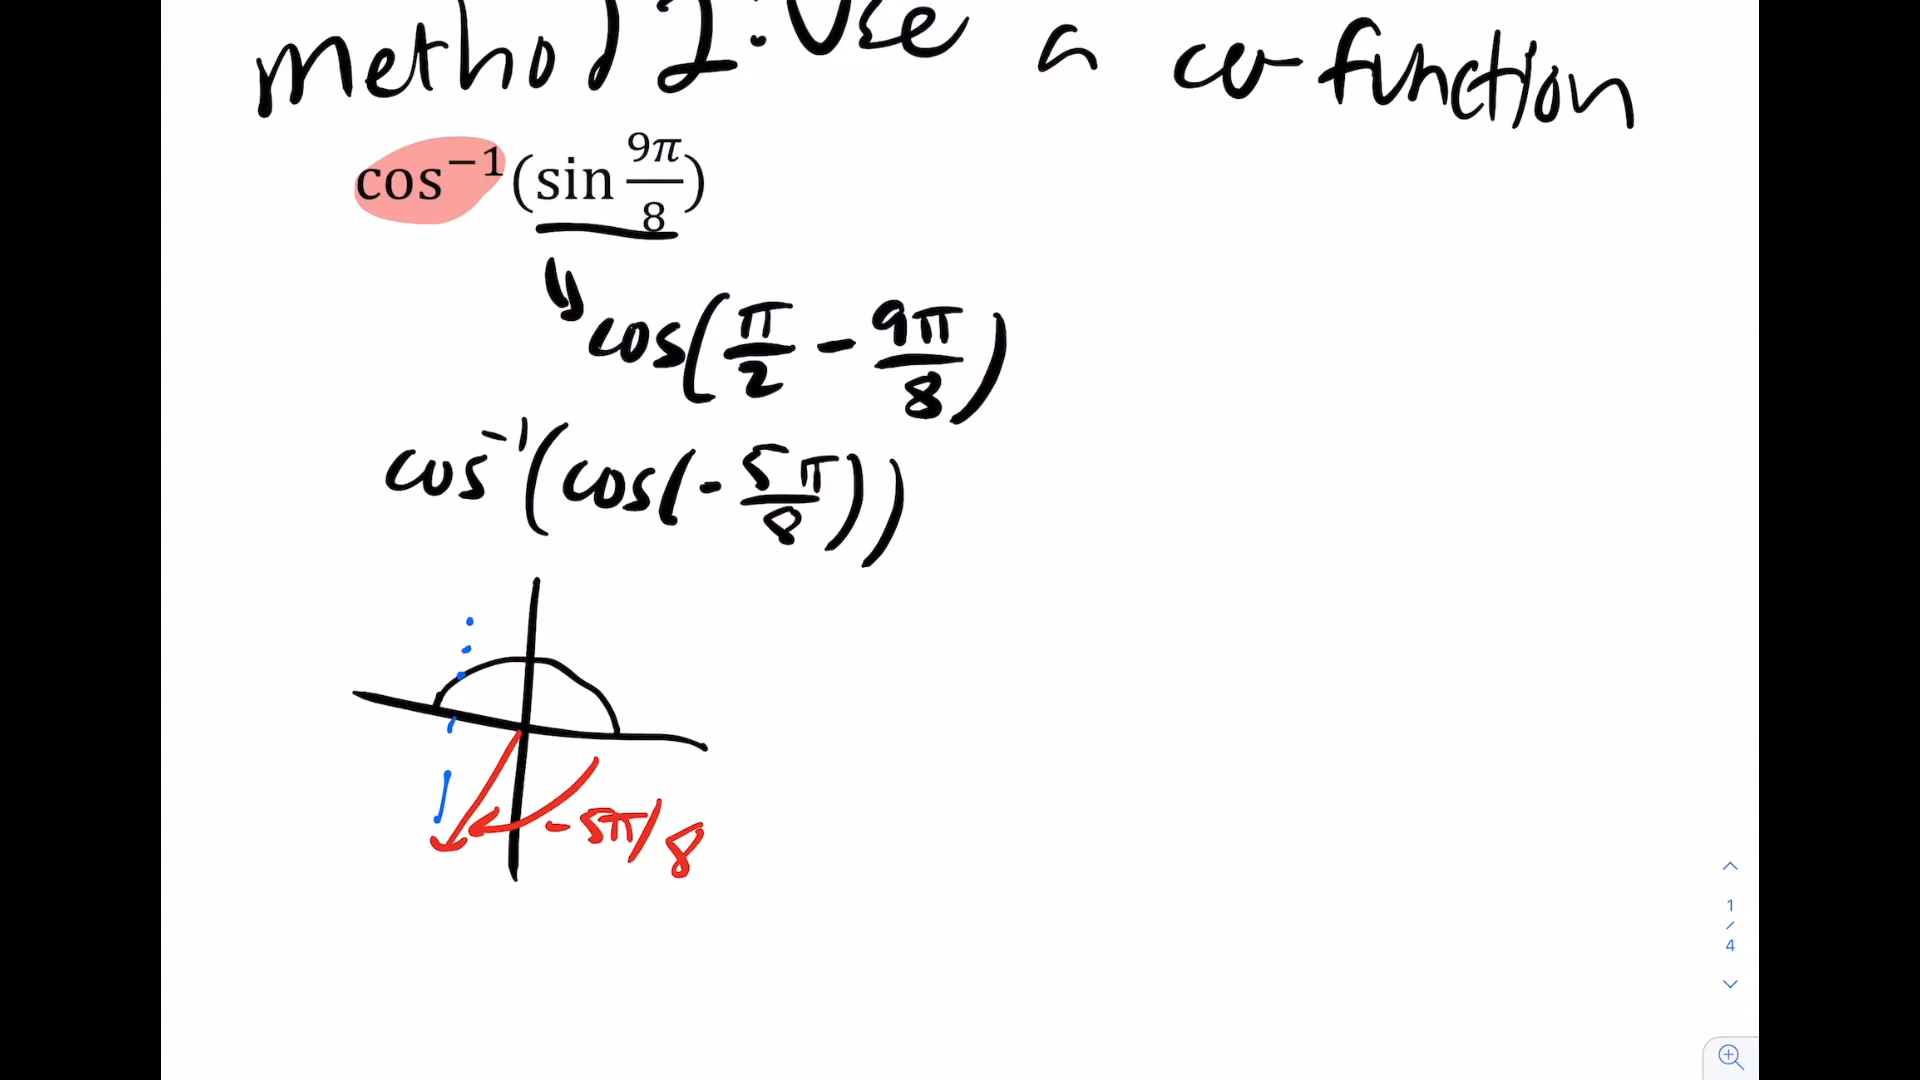 method 2: Use a co-function
cos⁻¹(sin 9π/8)
cos(π/2 - 9π/8)
cos⁻¹(cos(-5π/8))
-5π/8
1
/
4